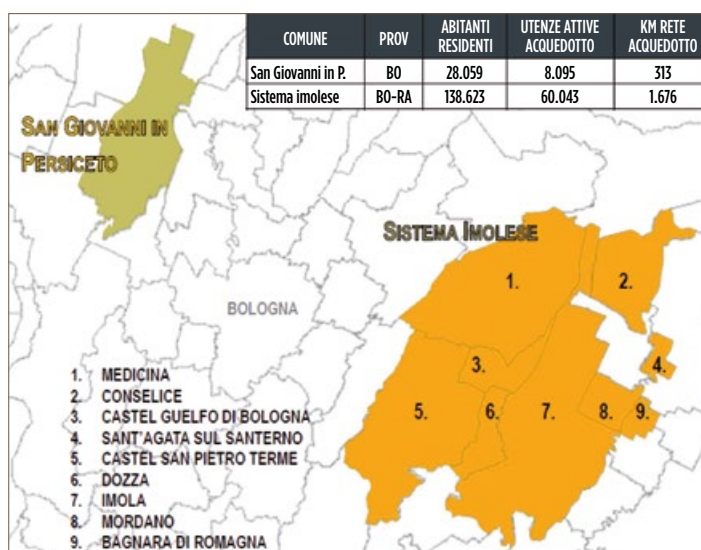 COMUNE PROV ABITANTI RESIDENTI UTENZE ATTIVE ACQUEDOTTO KM RETE ACQUEDOTTO
San Giovanni in P. BO 28.059 8.095 313
Sistema imolese BO-RA 138.623 60.043 1.676
SAN GIOVANNI IN
PERSICETO
SISTEMA IMOLESE
BOLOGNA
1.
2.
3.
4.
5.
6.
7.
8.
9.
1. MEDICINA
2. CONSELICE
3. CASTEL GUELFO DI BOLOGNA
4. SANT'AGATA SUL SANTERNO
5. CASTEL SAN PIETRO TERME
6. DOZZA
7. IMOLA
8. MORDANO
9. BAGNARA DI ROMAGNA